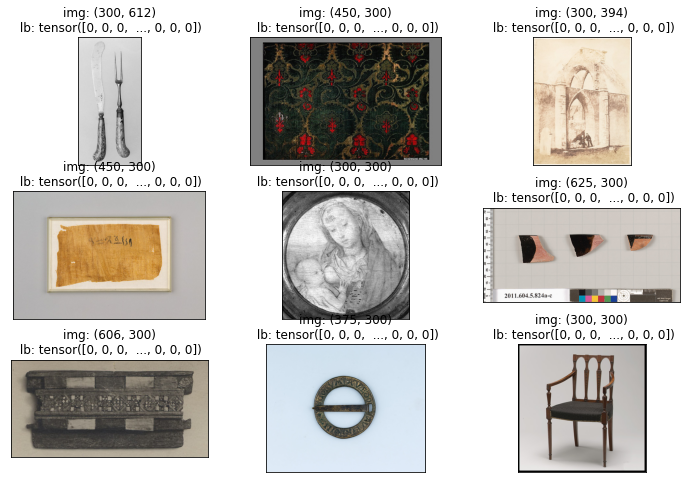 img: (300, 612)
lb: tensor([0, 0, 0,  ..., 0, 0, 0])
img: (450, 300)
lb: tensor([0, 0, 0,  ..., 0, 0, 0])
img: (300, 394)
lb: tensor([0, 0, 0,  ..., 0, 0, 0])
img: (450, 300)
lb: tensor([0, 0, 0,  ..., 0, 0, 0])
img: (300, 300)
lb: tensor([0, 0, 0,  ..., 0, 0, 0])
img: (625, 300)
lb: tensor([0, 0, 0,  ..., 0, 0, 0])
2011.604.5.824a-c
img: (606, 300)
lb: tensor([0, 0, 0,  ..., 0, 0, 0])
img: (375, 300)
lb: tensor([0, 0, 0,  ..., 0, 0, 0])
img: (300, 300)
lb: tensor([0, 0, 0,  ..., 0, 0, 0])